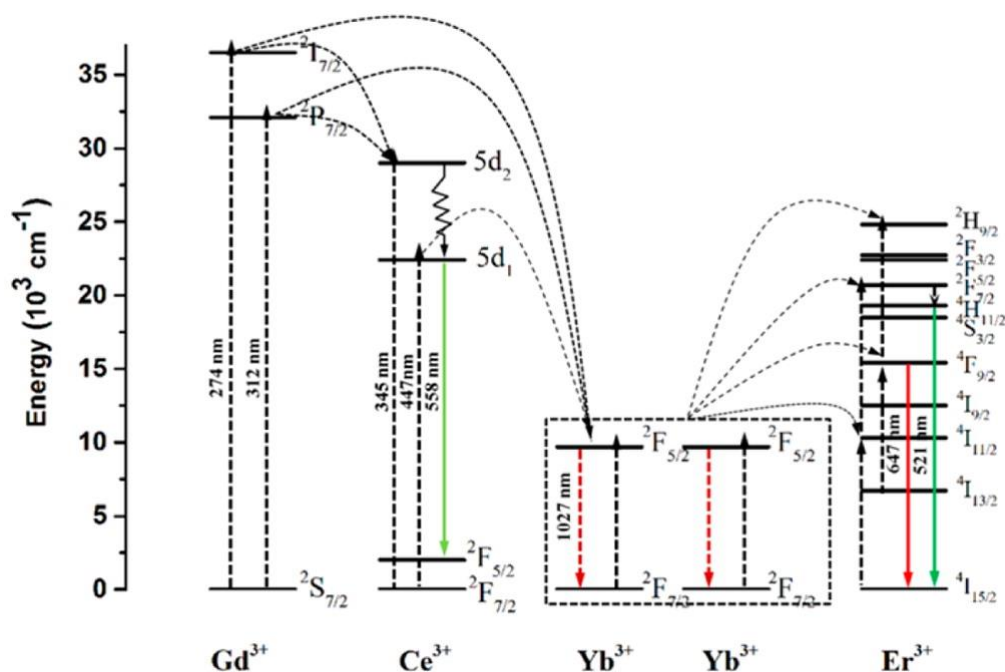 Energy (10³ cm⁻¹)
35
30
25
20
15
10
5
0
²I₇/₂
²P₇/₂
²S₇/₂
274 nm
312 nm
5d₂
5d₁
²F₅/₂
²F₇/₂
345 nm
447nm
558 nm
²F₅/₂
²F₅/₂
1027 nm
²F₇/₂
²F₇/₂
²H₉/₂
²F₃/₂
²F₅/₂
²F₇/₂
⁴H₁₁/₂
⁴S₃/₂
⁴F₉/₂
⁴I₉/₂
⁴I₁₁/₂
⁴I₁₃/₂
⁴I₁₅/₂
647 nm
521 nm
Gd³⁺
Ce³⁺
Yb³⁺
Yb³⁺
Er³⁺